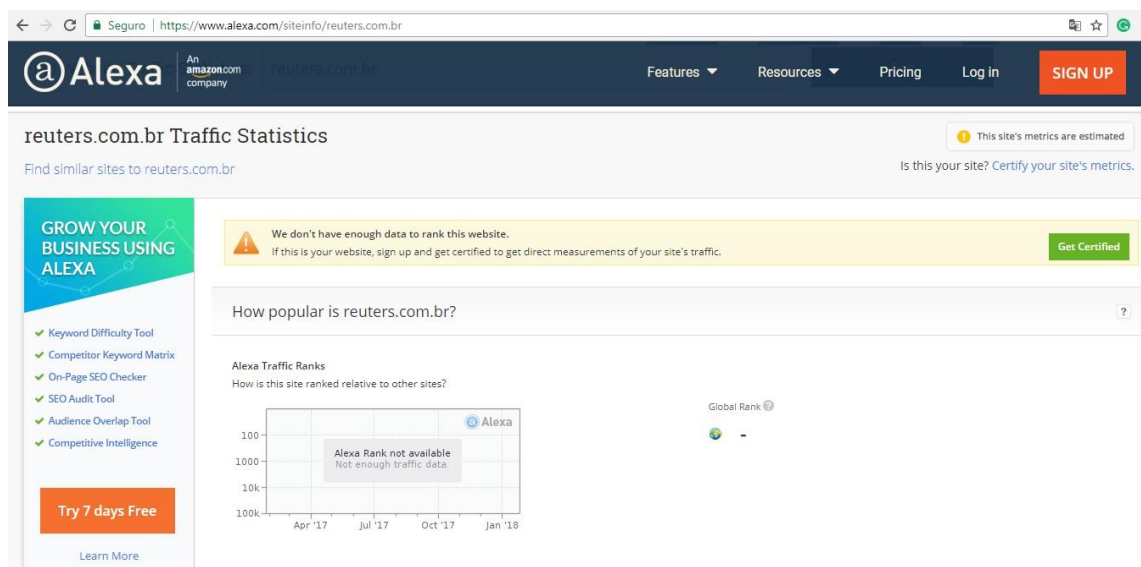 Seguro | https://www.alexa.com/siteinfo/reuters.com.br
Alexa
An
amazon.com
company
reuters.com.br
Features
Resources
Pricing
Log in
SIGN UP
reuters.com.br Traffic Statistics
This site's metrics are estimated
Find similar sites to reuters.com.br
Is this your site? Certify your site's metrics.
GROW YOUR
BUSINESS USING
ALEXA
Keyword Difficulty Tool
Competitor Keyword Matrix
On-Page SEO Checker
SEO Audit Tool
Audience Overlap Tool
Competitive Intelligence
Try 7 days Free
Learn More
We don't have enough data to rank this website.
If this is your website, sign up and get certified to get direct measurements of your site's traffic.
Get Certified
How popular is reuters.com.br?
?
Alexa Traffic Ranks
How is this site ranked relative to other sites?
Alexa
100
1000
10k
100k
Alexa Rank not available
Not enough traffic data.
Apr '17 Jul '17 Oct '17 Jan '18
Global Rank ?
-